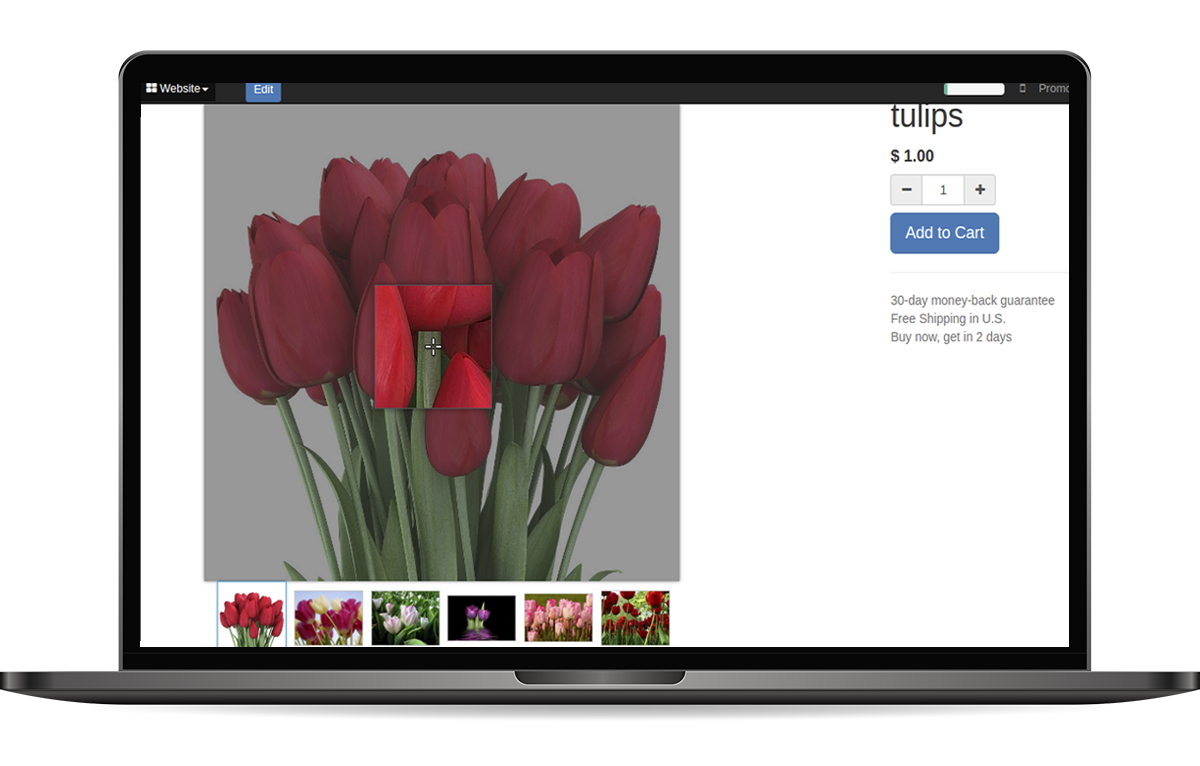 Website
Edit
Promo
tulips
$ 1.00
− 1 +
Add to Cart
30-day money-back guarantee
Free Shipping in U.S.
Buy now, get in 2 days